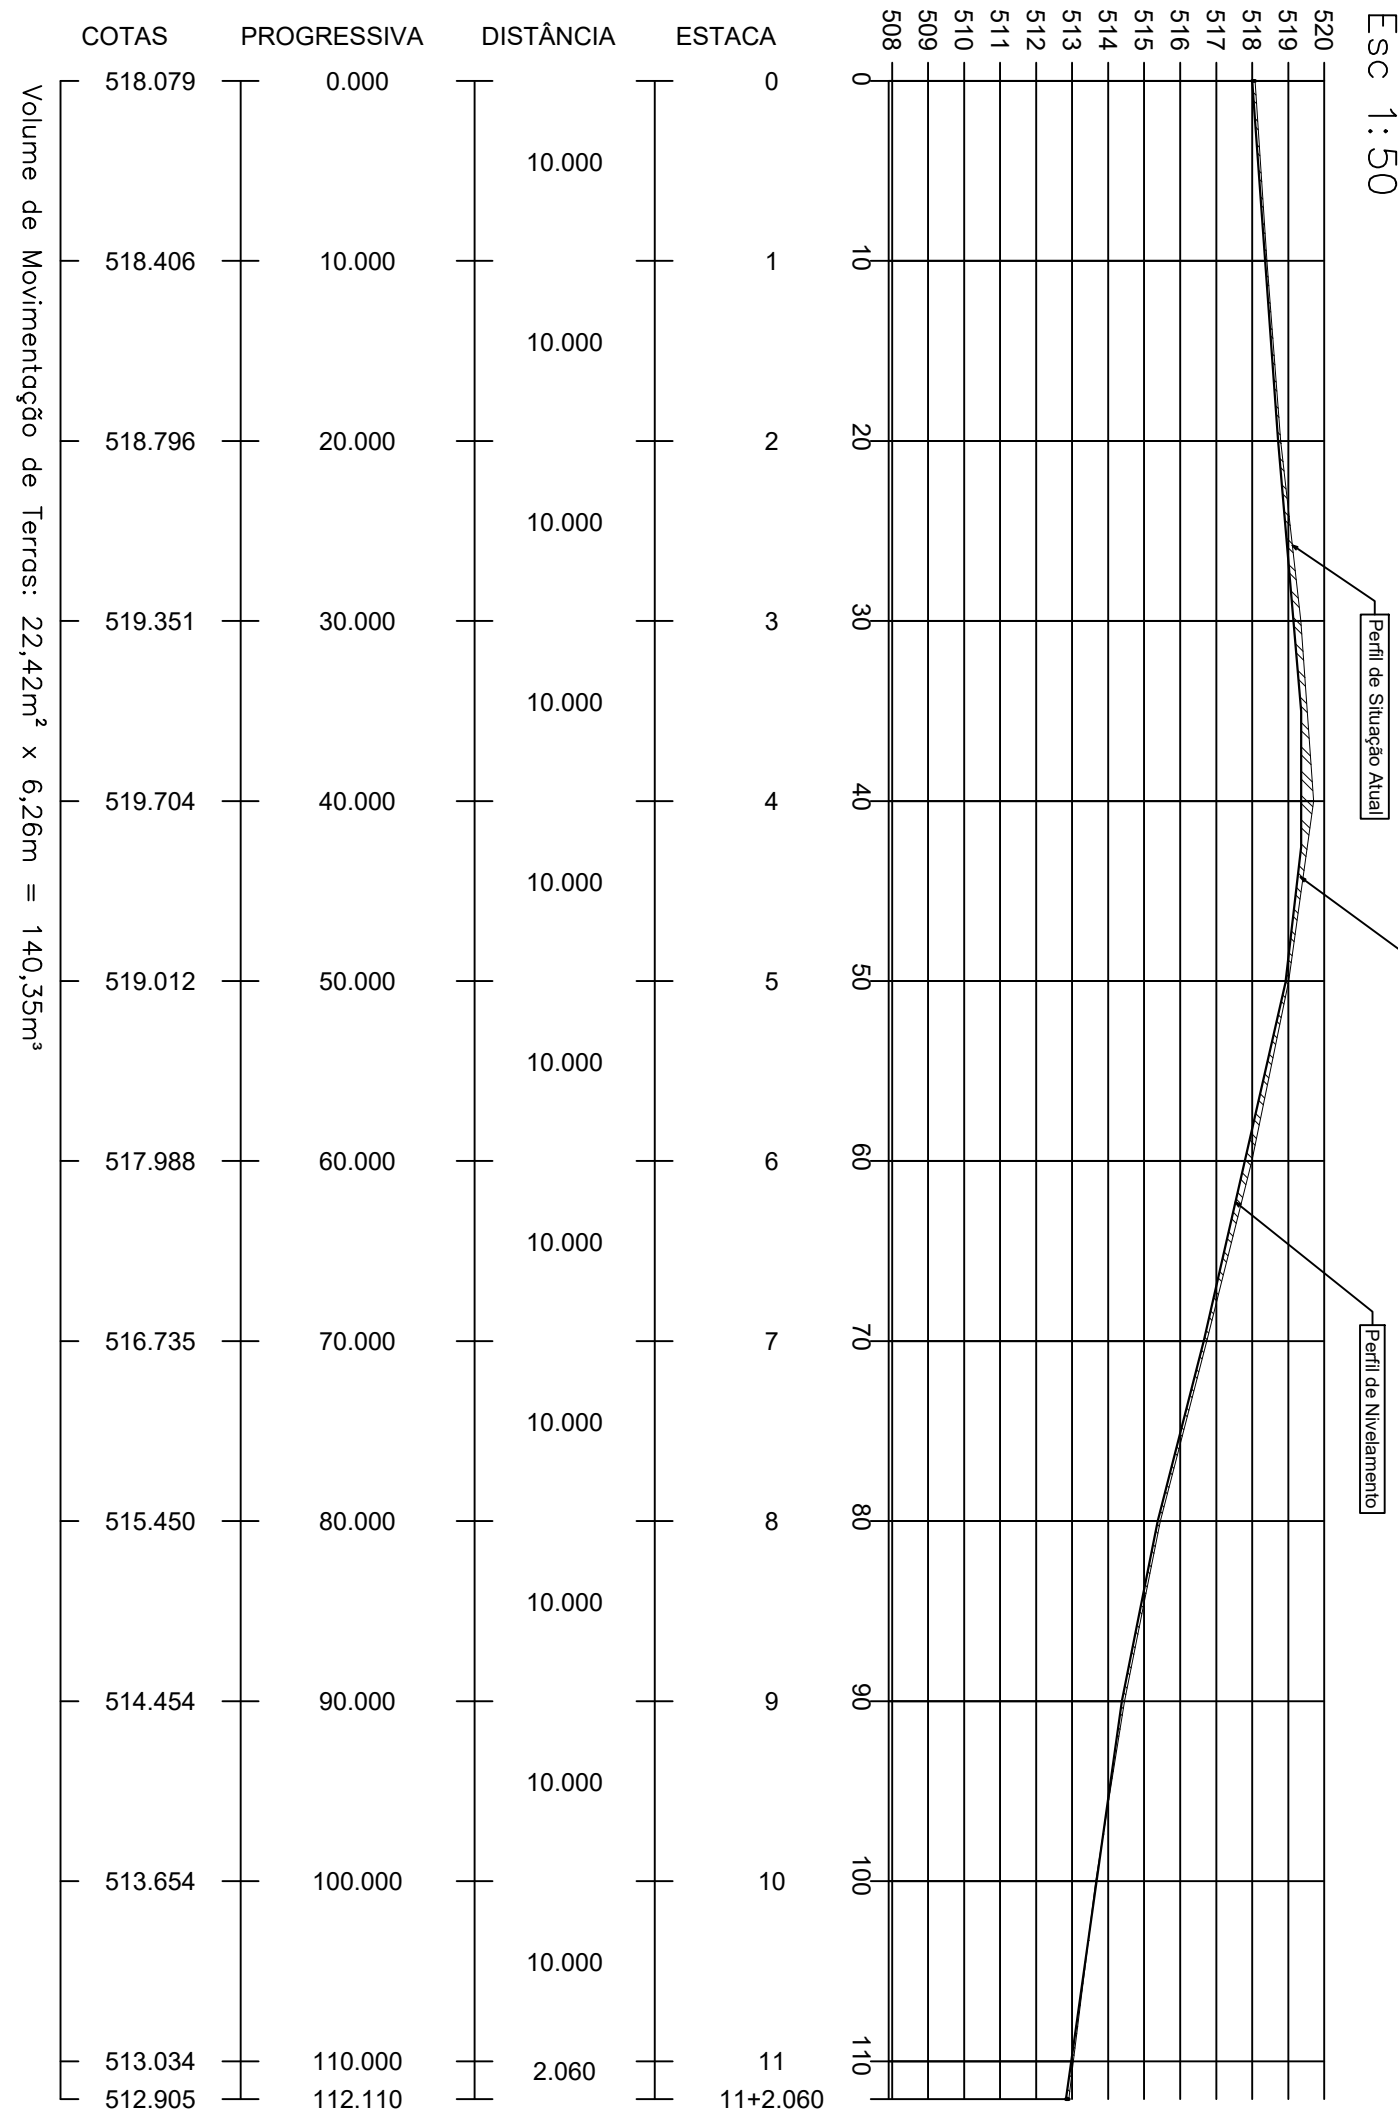 Esc 1:50
520
519
518
517
516
515
514
513
512
511
510
509
508
0
10
20
30
40
50
60
70
80
90
100
110
Perfil de Situação Atual
Perfil de Nivelamento
COTAS PROGRESSIVA DISTÂNCIA ESTACA
518.079 0.000 0
10.000
518.406 10.000 1
10.000
518.796 20.000 2
10.000
519.351 30.000 3
10.000
519.704 40.000 4
10.000
519.012 50.000 5
10.000
517.988 60.000 6
10.000
516.735 70.000 7
10.000
515.450 80.000 8
10.000
514.454 90.000 9
10.000
513.654 100.000 10
10.000
513.034 110.000 11
2.060
512.905 112.110 11+2.060
Volume de Movimentação de Terras: 22,42m² x 6,26m = 140,35m³